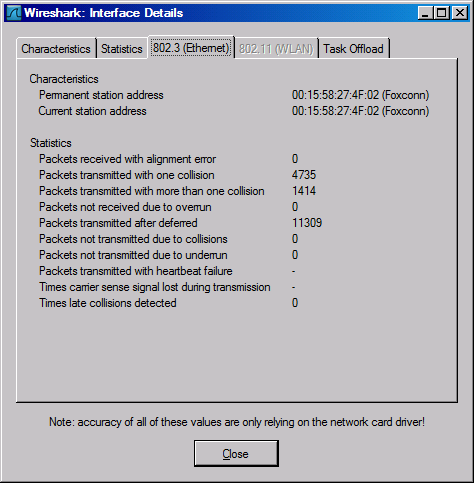 Wireshark: Interface Details
Characteristics Statistics 802.3 (Ethernet) 802.11 (WLAN) Task Offload
Characteristics
Permanent station address 00:15:58:27:4F:02 (Foxconn)
Current station address 00:15:58:27:4F:02 (Foxconn)
Statistics
Packets received with alignment error 0
Packets transmitted with one collision 4735
Packets transmitted with more than one collision 1414
Packets not received due to overrun 0
Packets transmitted after deferred 11309
Packets not transmitted due to collisions 0
Packets not transmitted due to underrun 0
Packets transmitted with heartbeat failure -
Times carrier sense signal lost during transmission -
Times late collisions detected 0
Note: accuracy of all of these values are only relying on the network card driver!
Close